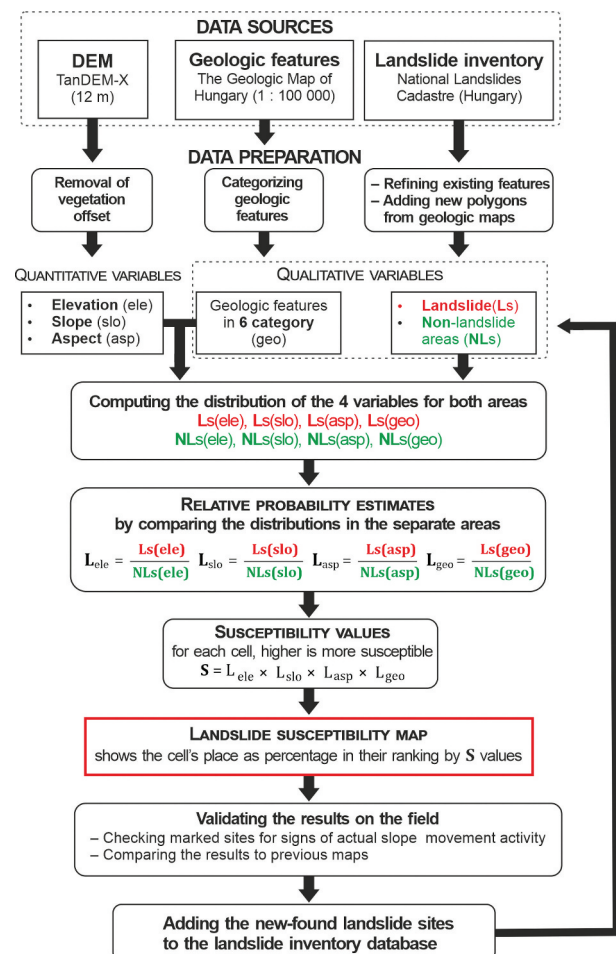 DATA SOURCES
DEM
TanDEM-X
(12 m)
Geologic features
The Geologic Map of
Hungary (1 : 100 000)
Landslide inventory
National Landslides
Cadastre (Hungary)
DATA PREPARATION
Removal of
vegetation
offset
Categorizing
geologic
features
– Refining existing features
– Adding new polygons
from geologic maps
QUANTITATIVE VARIABLES
• Elevation (ele)
• Slope (slo)
• Aspect (asp)
QUALITATIVE VARIABLES
Geologic features
in 6 category
(geo)
• Landslide(Ls)
• Non-landslide
areas (NLs)
Computing the distribution of the 4 variables for both areas
Ls(ele), Ls(slo), Ls(asp), Ls(geo)
NLs(ele), NLs(slo), NLs(asp), NLs(geo)
RELATIVE PROBABILITY ESTIMATES
by comparing the distributions in the separate areas
L_ele = Ls(ele)/NLs(ele) L_slo = Ls(slo)/NLs(slo) L_asp = Ls(asp)/NLs(asp) L_geo = Ls(geo)/NLs(geo)
SUSCEPTIBILITY VALUES
for each cell, higher is more susceptible
S = L_ele × L_slo × L_asp × L_geo
LANDSLIDE SUSCEPTIBILITY MAP
shows the cell's place as percentage in their ranking by S values
Validating the results on the field
– Checking marked sites for signs of actual slope movement activity
– Comparing the results to previous maps
Adding the new-found landslide sites
to the landslide inventory database